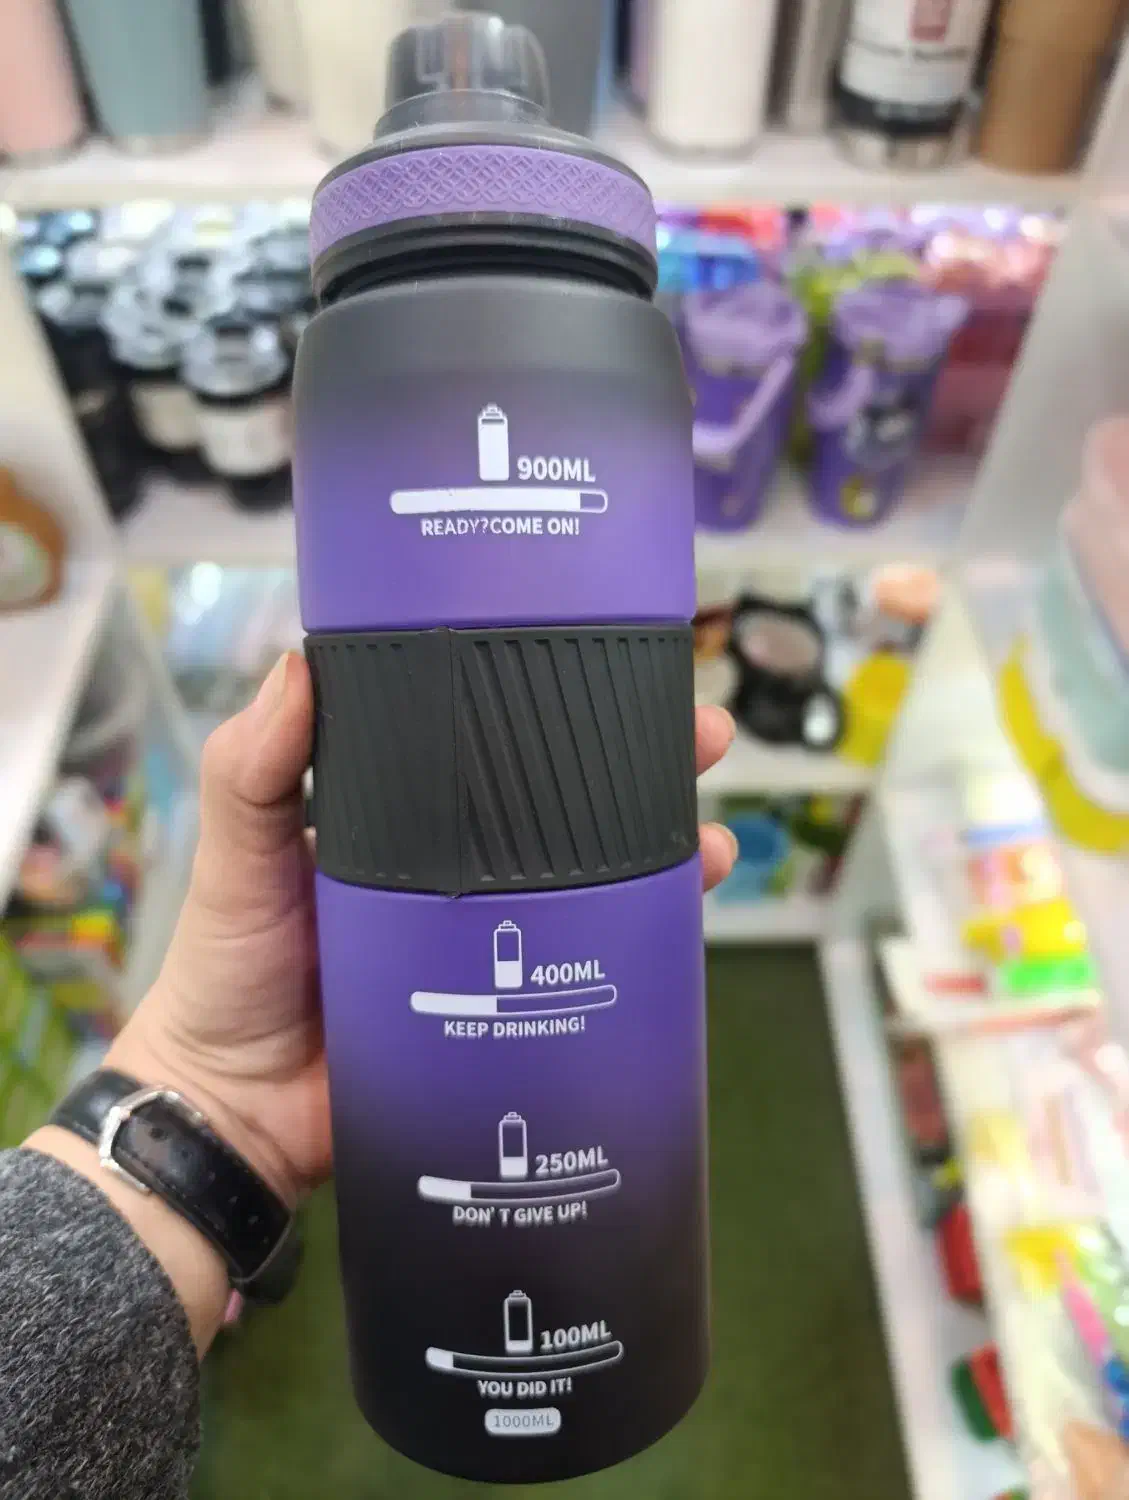 900ML
READY?COME ON!
400ML
KEEP DRINKING!
250ML
DON'T GIVE UP!
100ML
YOU DID IT!
1000ML